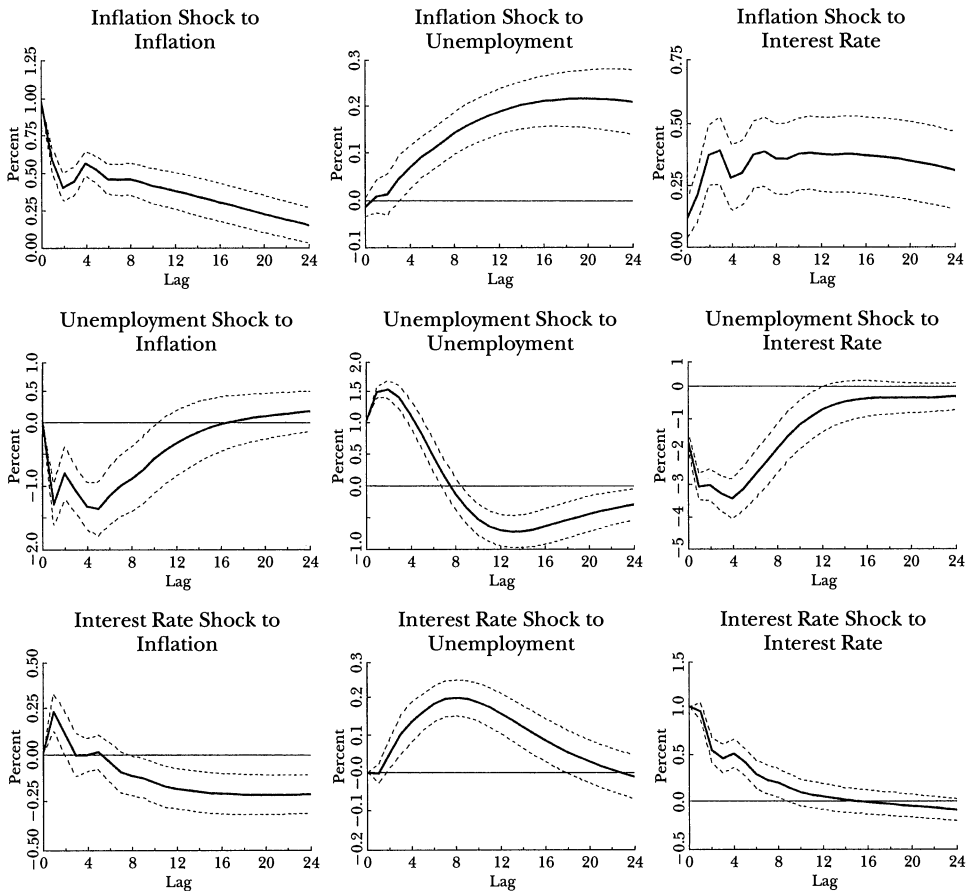 Inflation Shock to
Inflation
Percent
1.25
1.00
0.75
0.50
0.25
0.00
0 4 8 12 16 20 24
Lag
Inflation Shock to
Unemployment
Percent
0.3
0.2
0.1
0.0
−0.1
0 4 8 12 16 20 24
Lag
Inflation Shock to
Interest Rate
Percent
0.75
0.50
0.25
0.00
0 4 8 12 16 20 24
Lag
Unemployment Shock to
Inflation
Percent
1.0
0.5
0.0
−1.0
−2.0
0 4 8 12 16 20 24
Lag
Unemployment Shock to
Unemployment
Percent
2.0
1.5
1.0
0.5
0.0
−1.0
0 4 8 12 16 20 24
Lag
Unemployment Shock to
Interest Rate
Percent
1
0
−1
−2
−3
−4
−5
0 4 8 12 16 20 24
Lag
Interest Rate Shock to
Inflation
Percent
0.50
0.25
0.00
−0.25
−0.50
0 4 8 12 16 20 24
Lag
Interest Rate Shock to
Unemployment
Percent
0.3
0.2
0.1
−0.0
−0.1
−0.2
0 4 8 12 16 20 24
Lag
Interest Rate Shock to
Interest Rate
Percent
1.5
1.0
0.5
0.0
−0.5
0 4 8 12 16 20 24
Lag